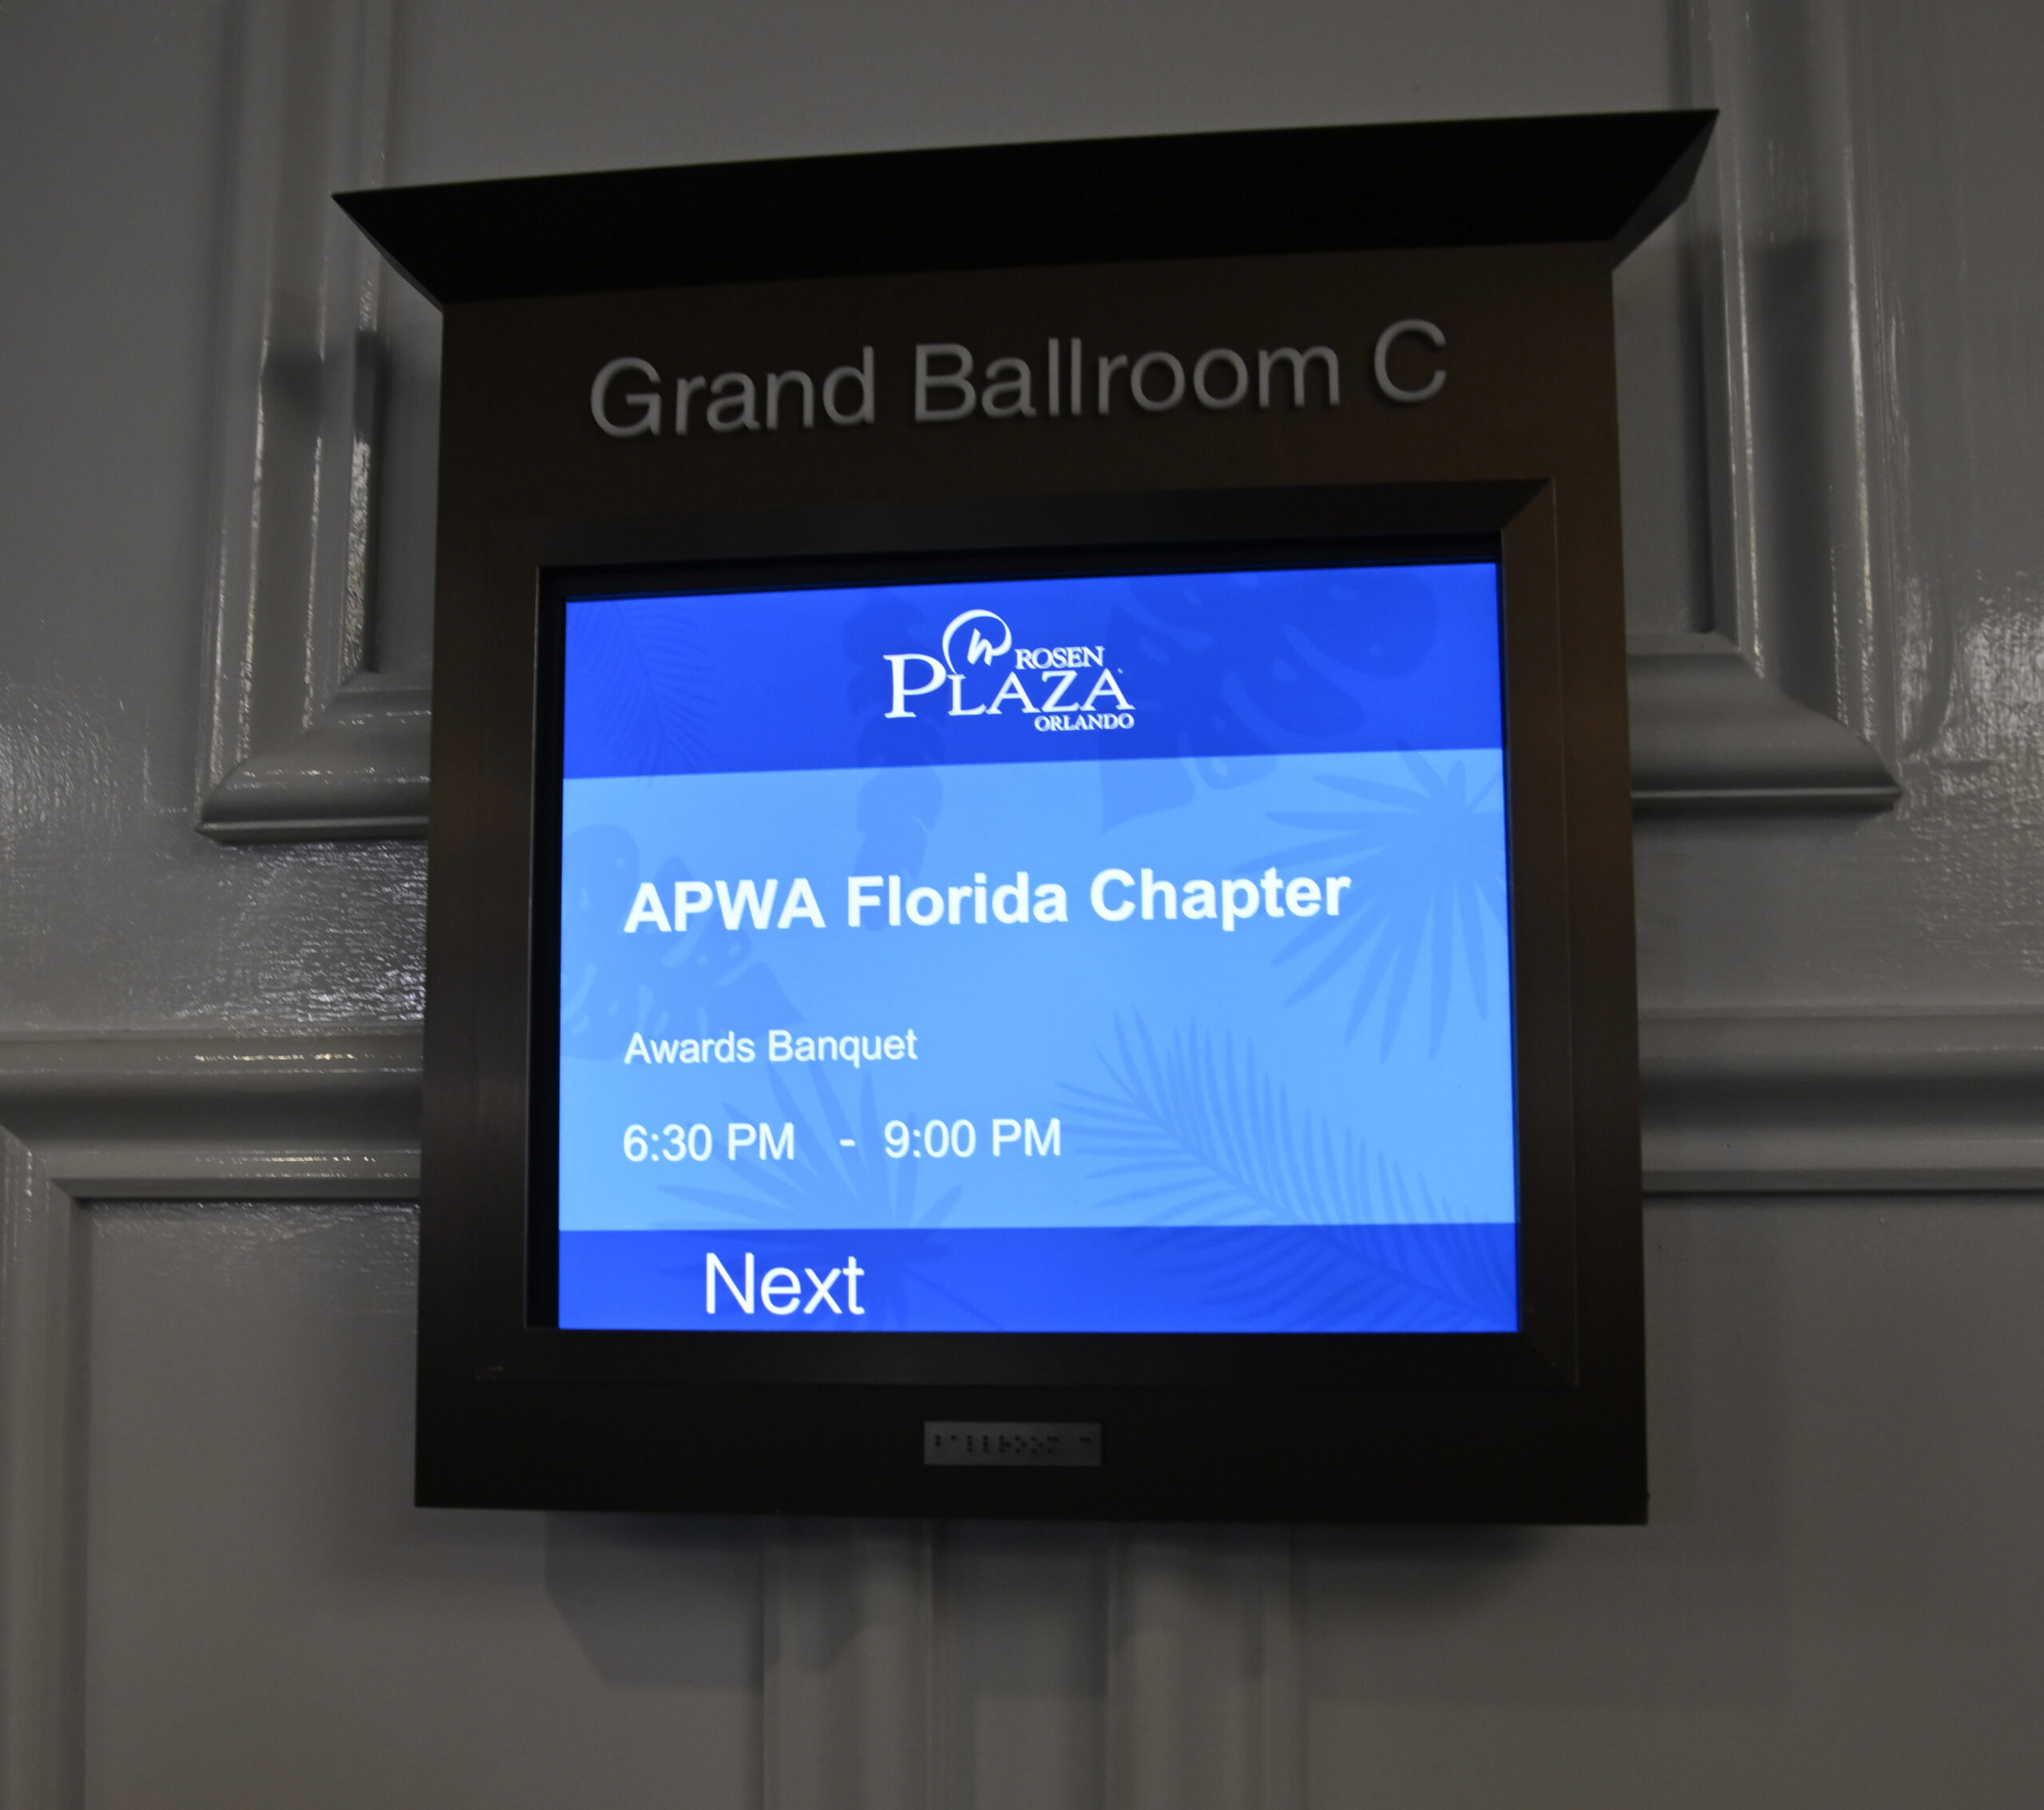 Grand Ballroom C
ROSEN
PLAZA
ORLANDO
APWA Florida Chapter
Awards Banquet
6:30 PM - 9:00 PM
Next